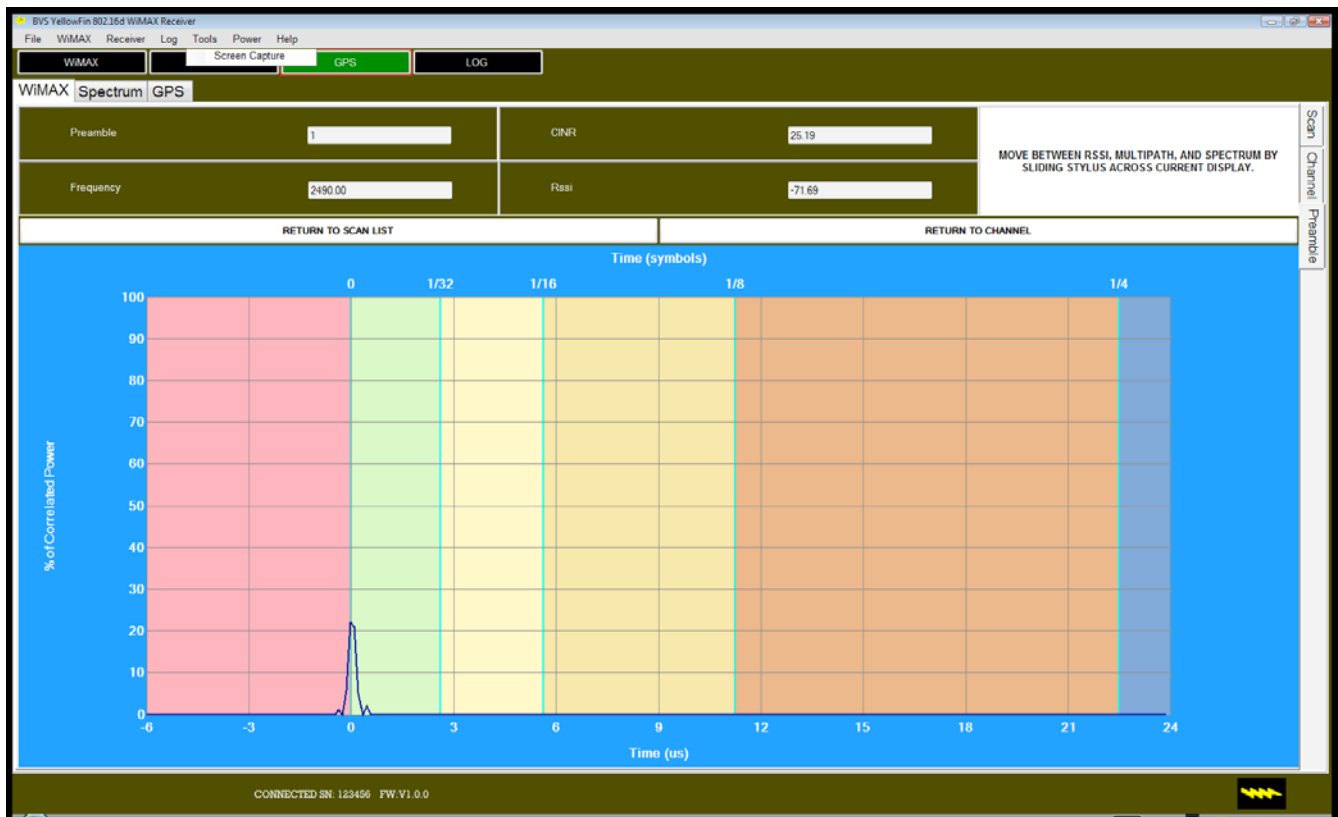 BVS YellowFin 802.16d WiMAX Receiver
File WiMAX Receiver Log Tools Power Help
Screen Capture
WiMAX GPS LOG
WiMAX Spectrum GPS
Preamble 1 CINR 25.19
Frequency 2490.00 Rssi -71.69
MOVE BETWEEN RSSI, MULTIPATH, AND SPECTRUM BY
SLIDING STYLUS ACROSS CURRENT DISPLAY.
Scan
Channel
Preamble
RETURN TO SCAN LIST RETURN TO CHANNEL
Time (symbols)
0 1/32 1/16 1/8 1/4
100
90
80
70
60
50
40
30
20
10
0
% of Correlated Power
-6 -3 0 3 6 9 12 15 18 21 24
Time (us)
CONNECTED SN: 123456 FW:V1.0.0